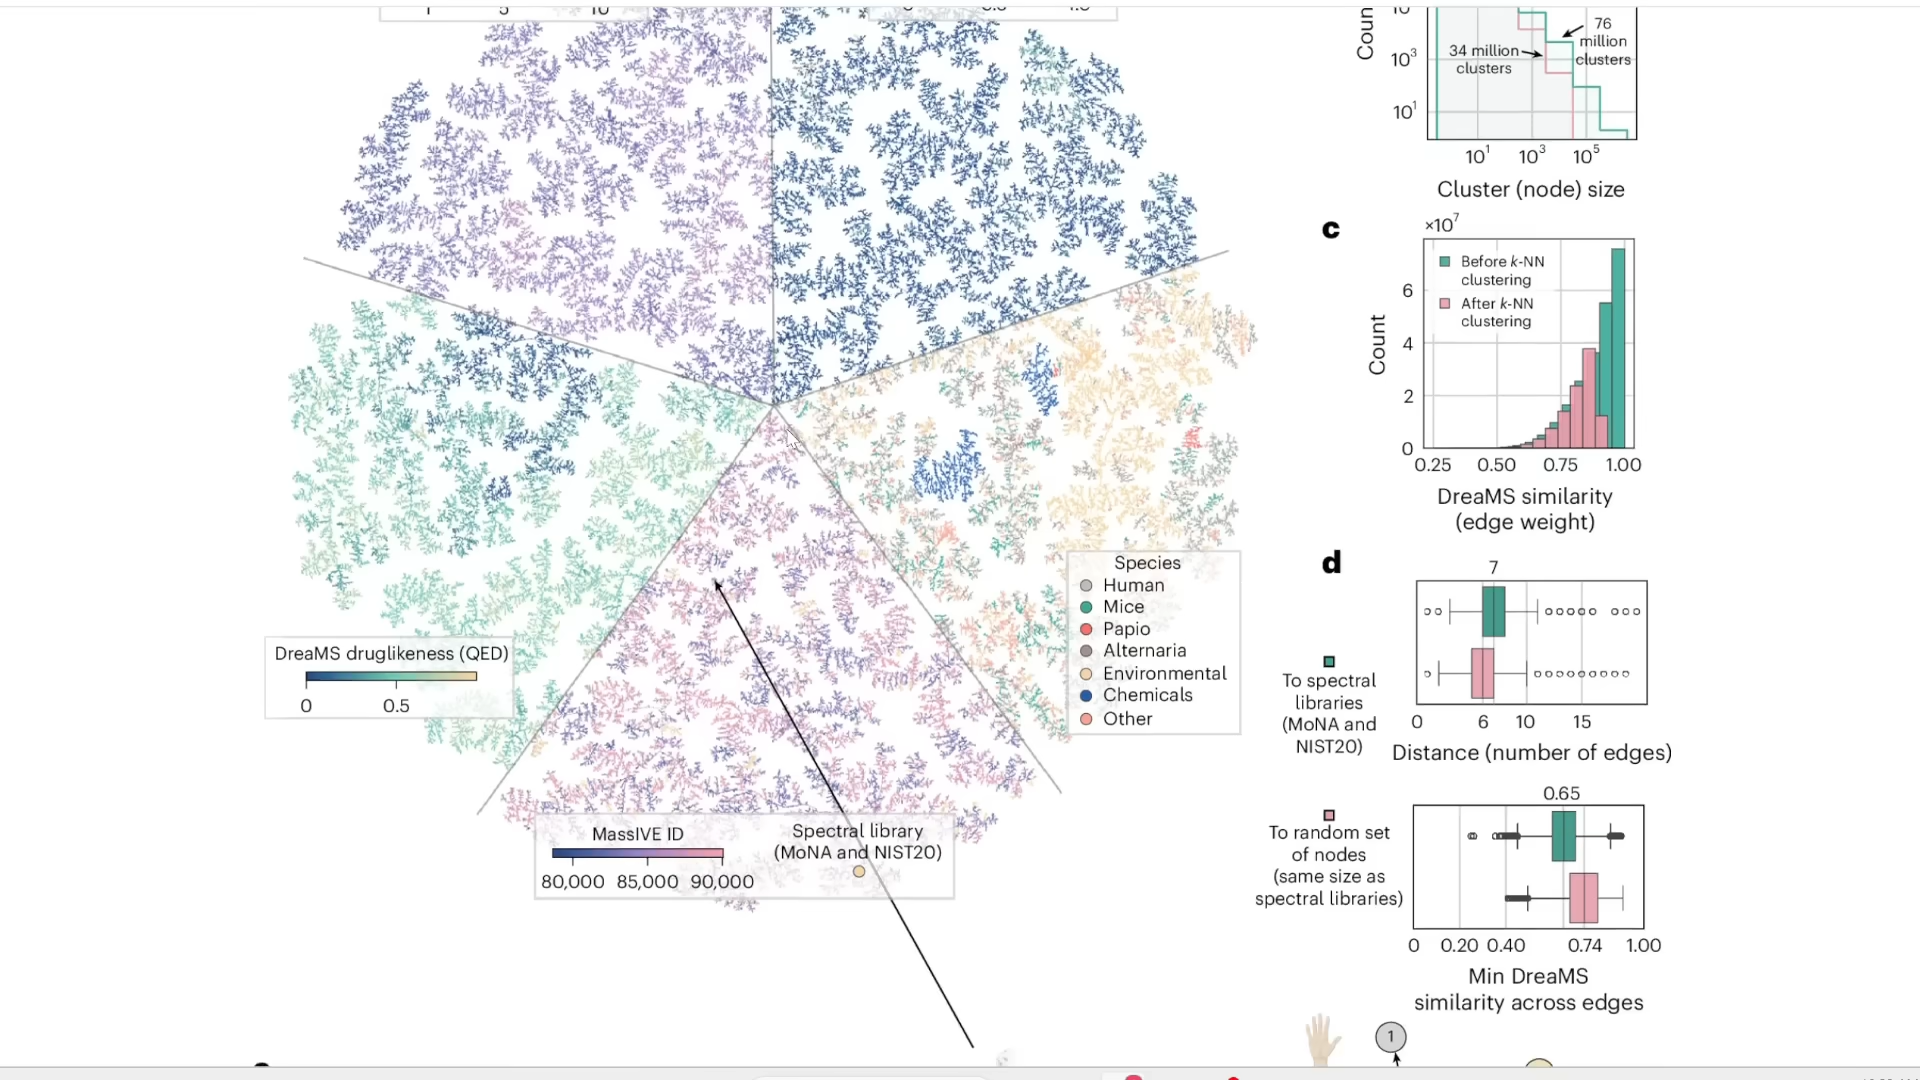 1 5 10
Count
10³
10¹
34 million
clusters
76
million
clusters
10¹ 10³ 10⁵
Cluster (node) size
c
×10⁷
Before k-NN
clustering
After k-NN
clustering
Count
6
4
2
0
0.25 0.50 0.75 1.00
DreaMS similarity
(edge weight)
Species
Human
Mice
Papio
Alternaria
Environmental
Chemicals
Other
DreaMS druglikeness (QED)
0 0.5
MassIVE ID
80,000 85,000 90,000
Spectral library
(MoNA and NIST20)
d
7
To spectral
libraries
(MoNA and
NIST20)
0 6 10 15
Distance (number of edges)
0.65
To random set
of nodes
(same size as
spectral libraries)
0 0.20 0.40 0.74 1.00
Min DreaMS
similarity across edges
1